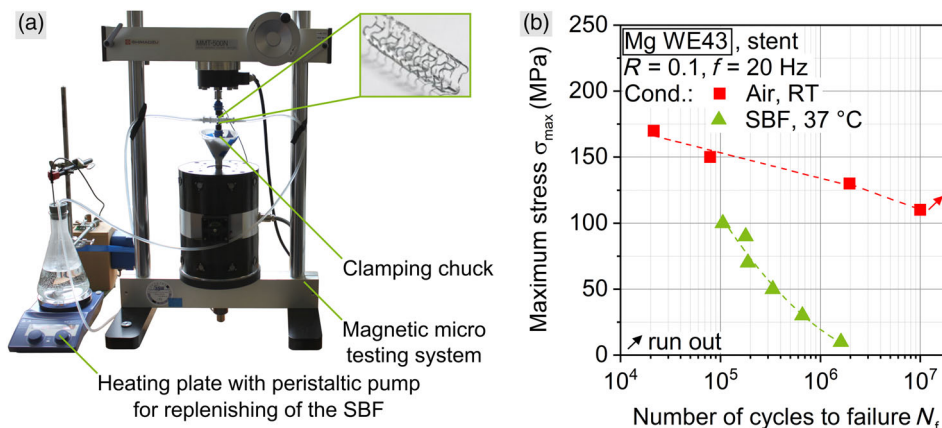 (a)
MMT-500N
Clamping chuck
Magnetic micro
testing system
Heating plate with peristaltic pump
for replenishing of the SBF
(b)
Maximum stress σmax (MPa)
200
150
100
50
0
Mg WE43, stent
R = 0.1, f = 20 Hz
Cond.: Air, RT
SBF, 37 °C
run out
10⁴ 10⁵ 10⁶ 10⁷
Number of cycles to failure Nf